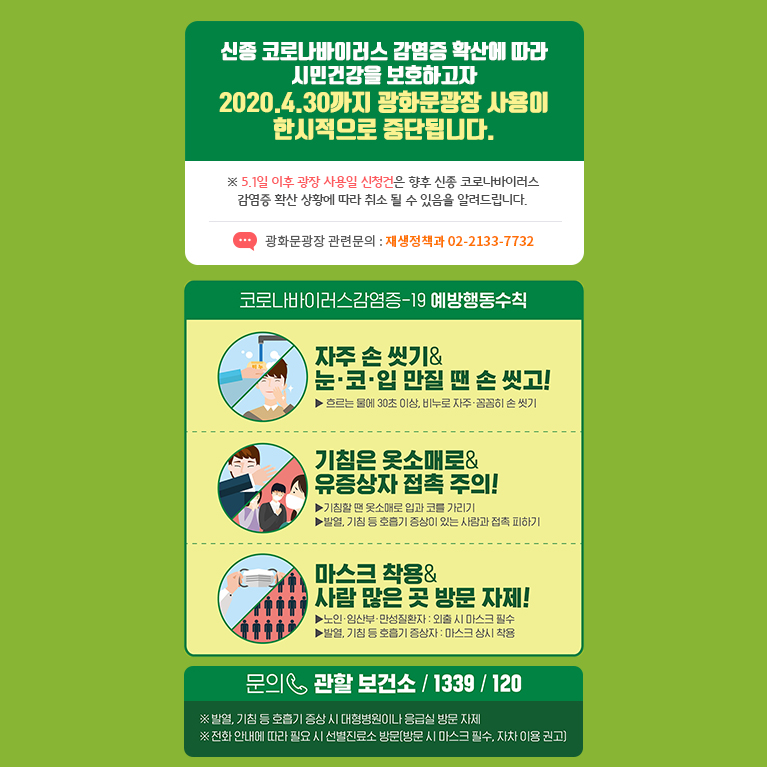 신종 코로나바이러스 감염증 확산에 따라
시민건강을 보호하고자
2020.4.30까지 광화문광장 사용이
한시적으로 중단됩니다.
※ 5.1일 이후 광장 사용일 신청건은 향후 신종 코로나바이러스
감염증 확산 상황에 따라 취소 될 수 있음을 알려드립니다.
광화문광장 관련문의 : 재생정책과 02-2133-7732
코로나바이러스감염증-19 예방행동수칙
자주 손 씻기&
눈·코·입 만질 땐 손 씻고!
▶ 흐르는 물에 30초 이상, 비누로 자주·꼼꼼히 손 씻기
기침은 옷소매로&
유증상자 접촉 주의!
▶기침할 땐 옷소매로 입과 코를 가리기
▶발열, 기침 등 호흡기 증상이 있는 사람과 접촉 피하기
마스크 착용&
사람 많은 곳 방문 자제!
▶노인·임산부·만성질환자 : 외출 시 마스크 필수
▶발열, 기침 등 호흡기 증상자 : 마스크 상시 착용
문의 관할 보건소 / 1339 / 120
※ 발열, 기침 등 호흡기 증상 시 대형병원이나 응급실 방문 자제
※ 전화 안내에 따라 필요 시 선별진료소 방문(방문 시 마스크 필수, 자차 이용 권고)